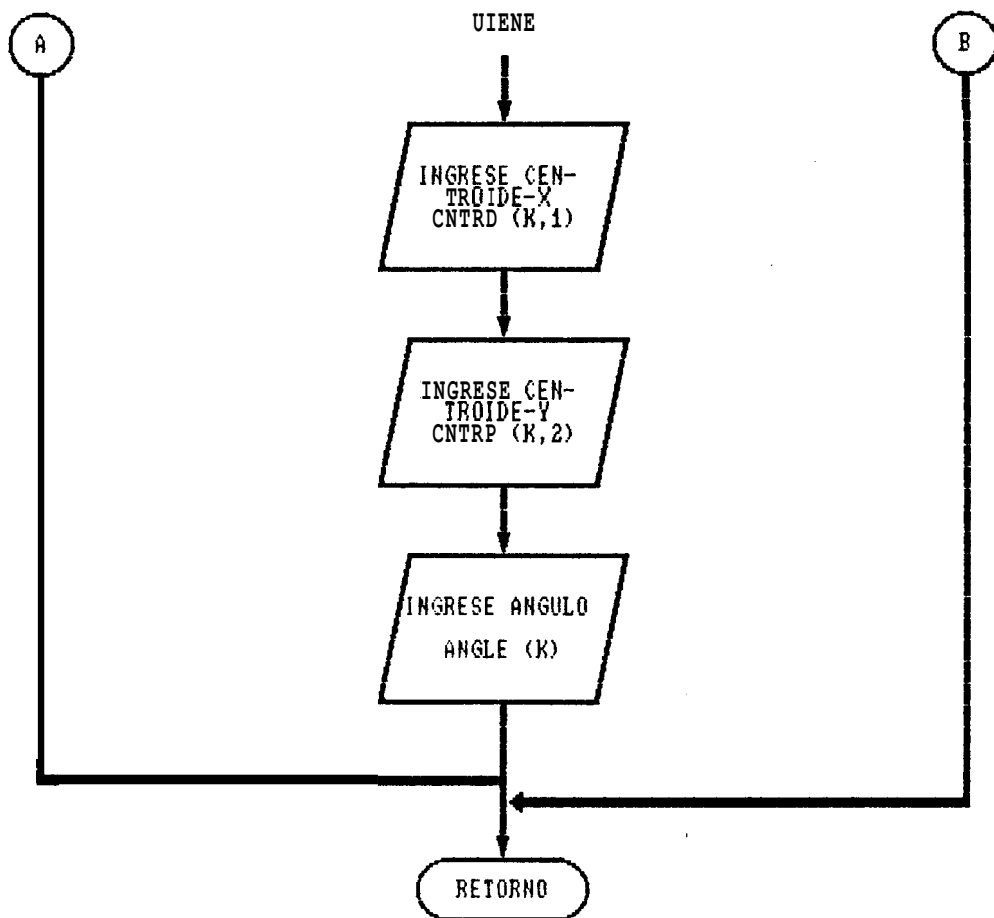 A
UIENE
B
INGRESE CEN-
TROIDE-X
CNTRD (K,1)
INGRESE CEN-
TROIDE-Y
CNTRP (K,2)
INGRESE ANGULO
ANGLE (K)
RETORNO